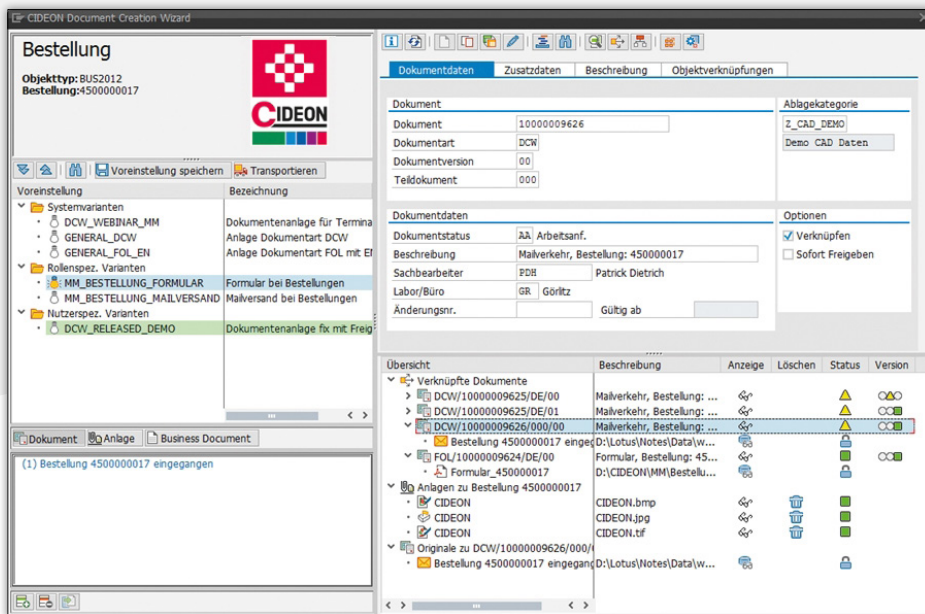 CIDEON Document Creation Wizard
Bestellung
Objekttyp: BUS2012
Bestellung:4500000017
CIDEON
Voreinstellung speichern Transportieren
Voreinstellung Bezeichnung
Systemvarianten
DCW_WEBINAR_MM Dokumentenanlage für Termina
GENERAL_DCW Anlage Dokumentart DCW
GENERAL_FOL_EN Anlage Dokumentart FOL mit EN
Rollenspez. Varianten
MM_BESTELLUNG_FORMULAR Formular bei Bestellungen
MM_BESTELLUNG_MAILVERSAND Mailversand bei Bestellungen
Nutzerspez. Varianten
DCW_RELEASED_DEMO Dokumentenanlage fix mit Freig
Dokument Anlage Business Document
(1) Bestellung 4500000017 eingegangen
Dokumentdaten Zusatzdaten Beschreibung Objektverknüpfungen
Dokument
Dokument 10000009626
Dokumentart DCW
Dokumentversion 00
Teildokument 000
Ablagekategorie
Z_CAD_DEMO
Demo CAD Daten
Dokumentdaten
Dokumentstatus AA Arbeitsanf.
Beschreibung Mailverkehr, Bestellung: 450000017
Sachbearbeiter PDH Patrick Dietrich
Labor/Büro GR Görlitz
Änderungsnr. Gültig ab
Optionen
Verknüpfen
Sofort Freigeben
Übersicht Beschreibung Anzeige Löschen Status Version
Verknüpfte Dokumente
DCW/10000009625/DE/00 Mailverkehr, Bestellung: ...
DCW/10000009625/DE/01 Mailverkehr, Bestellung: ...
DCW/10000009626/000/00 Mailverkehr, Bestellung: ...
Bestellung 4500000017 eingeg D:\Lotus\Notes\Data\w...
FOL/10000009624/DE/00 Formular, Bestellung: 45...
Formular_450000017 D:\CIDEON\MM\Bestellu...
Anlagen zu Bestellung 4500000017
CIDEON CIDEON.bmp
CIDEON CIDEON.jpg
CIDEON CIDEON.tif
Originale zu DCW/10000009626/000/
Bestellung 4500000017 eingegang D:\Lotus\Notes\Data\w...